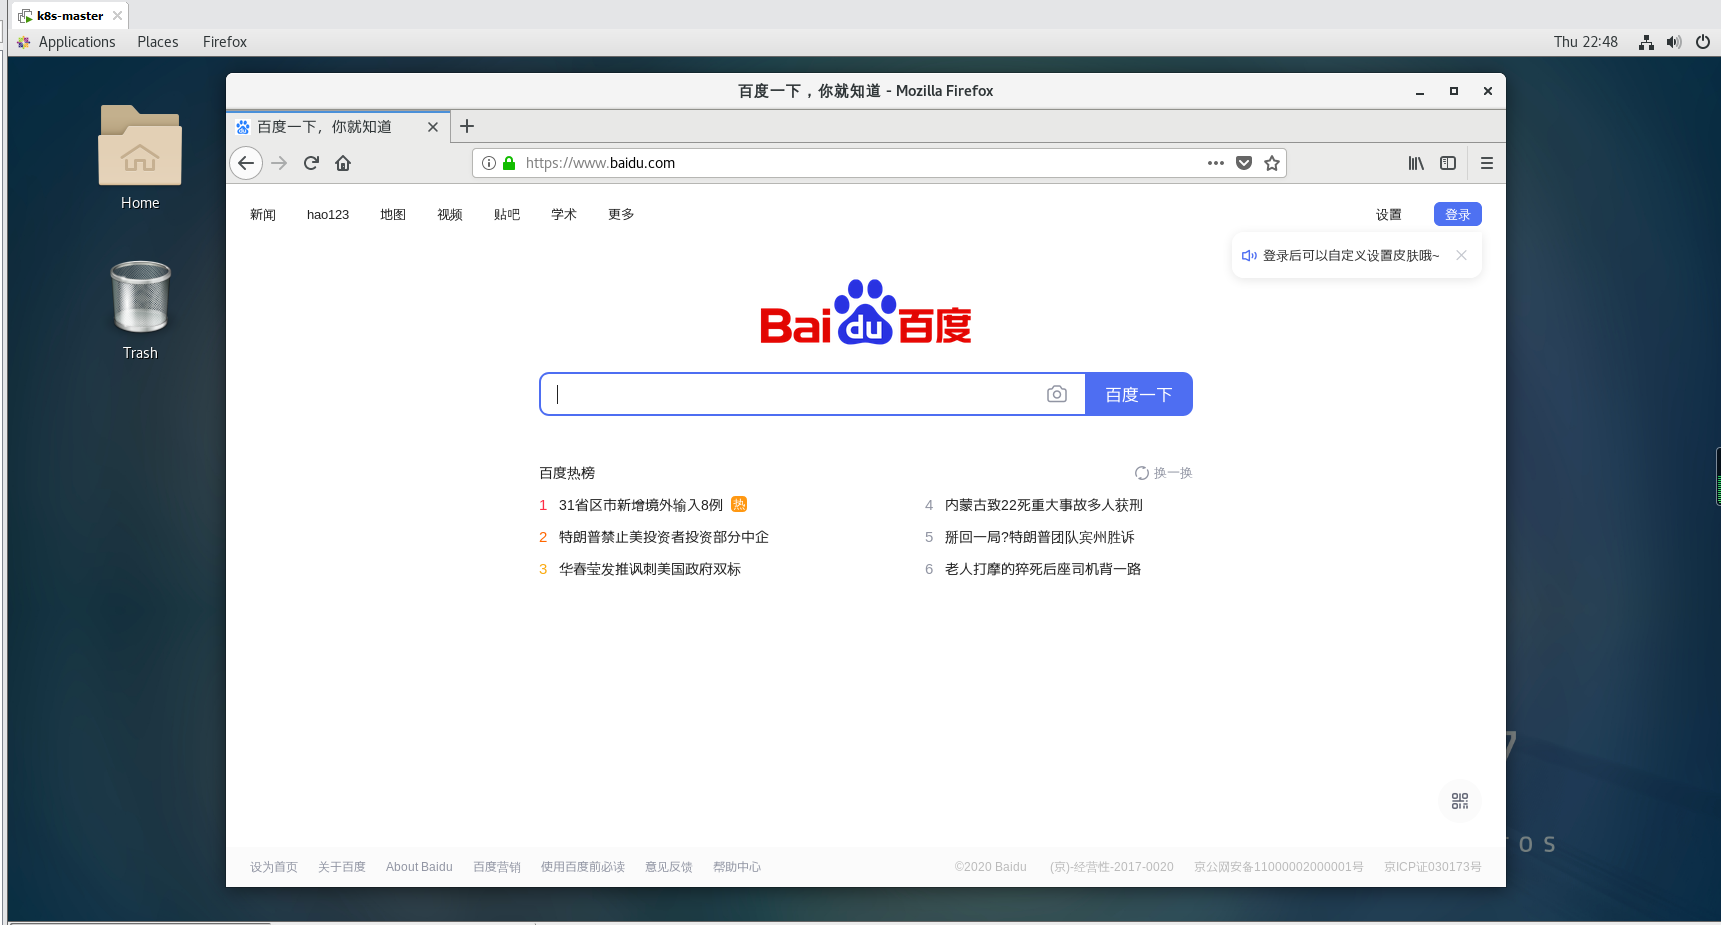 k8s-master
Applications Places Firefox Thu 22:48
百度一下，你就知道 - Mozilla Firefox
百度一下，你就知道
https://www.baidu.com
新闻 hao123 地图 视频 贴吧 学术 更多 设置 登录
登录后可以自定义设置皮肤哦~
Home
Trash
Bai du 百度
百度一下
百度热榜 换一换
1 31省区市新增境外输入8例 热
2 特朗普禁止美投资者投资部分中企
3 华春莹发推讽刺美国政府双标
4 内蒙古致22死重大事故多人获刑
5 掰回一局?特朗普团队宾州胜诉
6 老人打摩的猝死后座司机背一路
7
OS
设为首页 关于百度 About Baidu 百度营销 使用百度前必读 意见反馈 帮助中心 ©2020 Baidu (京)-经营性-2017-0020 京公网安备11000002000001号 京ICP证030173号